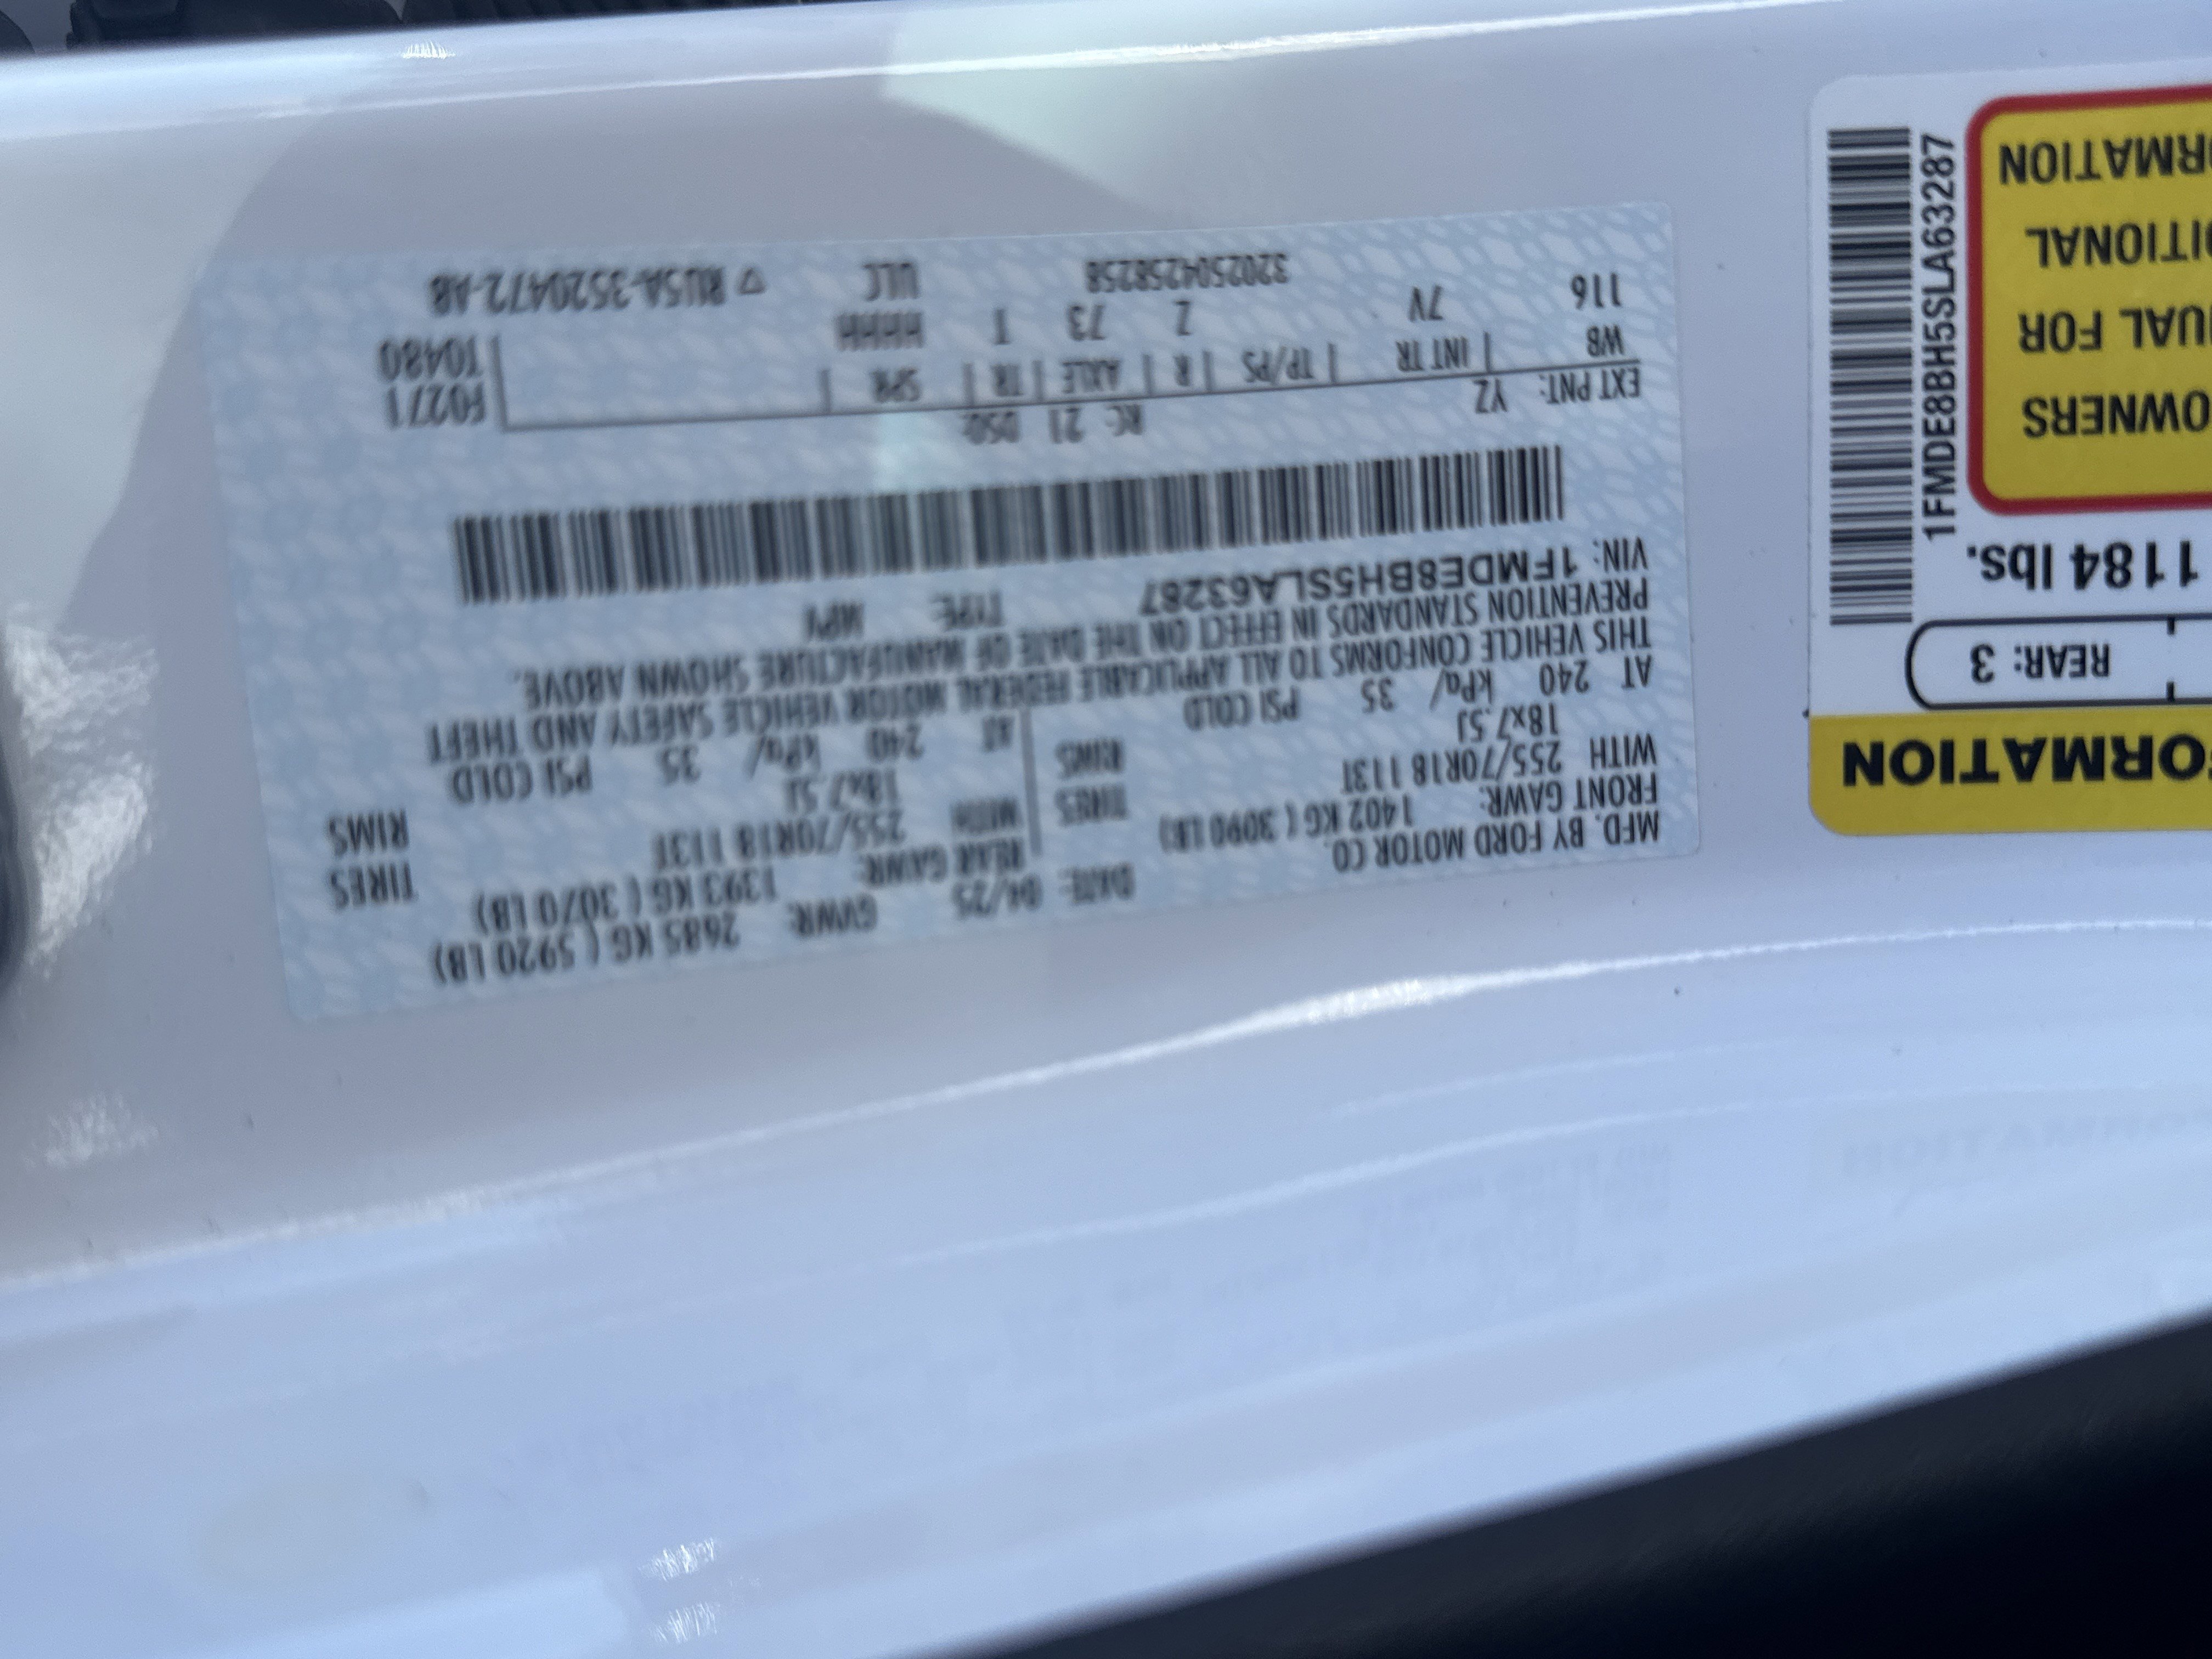 MFD. BY FORD MOTOR CO. DATE: 04/25 GVWR: 2685 KG ( 5920 LB)
FRONT GAWR: 1402 KG ( 3090 LB) REAR GAWR: 1393 KG ( 3070 LB)
WITH 255/70R18 113T TIRES WITH 255/70R18 113T TIRES
18x7.5J RIMS 18x7.5J RIMS
AT 240 kPa/ 35 PSI COLD AT 240 kPa/ 35 PSI COLD
THIS VEHICLE CONFORMS TO ALL APPLICABLE FEDERAL MOTOR VEHICLE SAFETY AND THEFT
PREVENTION STANDARDS IN EFFECT ON THE DATE OF MANUFACTURE SHOWN ABOVE.
VIN: 1FMDE8BH5SLA63287 TYPE: MPV
EXT PNT: YZ RC: 21 DSO: F0271
WB | INT TR | TP/PS | R | AXLE | TR | SPR | T0480
116 7V Z 73 T HHHH
3202504258258 ULC ▽ RU5A-3520472-AB
ORMATION
REAR: 3
1184 lbs.
OWNERS
UAL FOR
ITIONAL
RMATION
1FMDE8BH5SLA63287